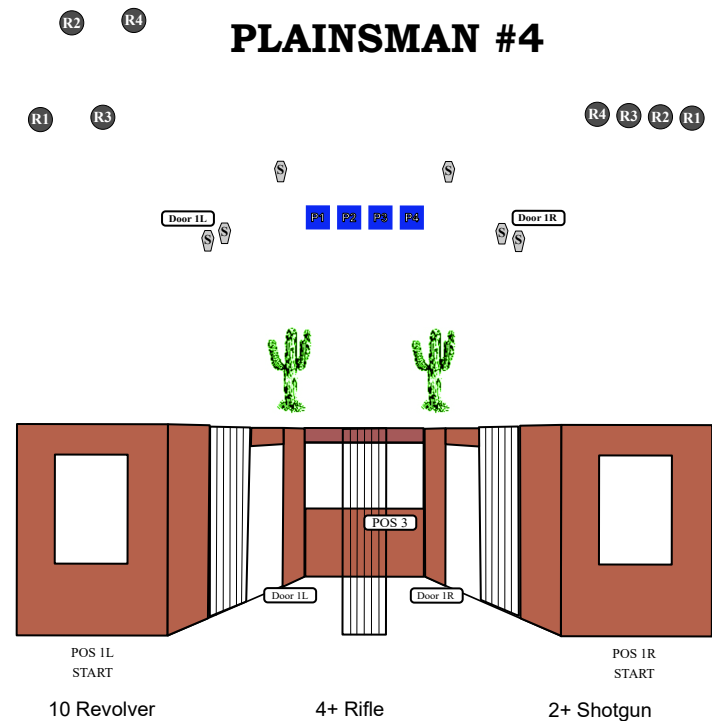 R2 R4
PLAINSMAN #4
R1 R3
R4 R3 R2 R1
S S
Door 1L P1 P2 P3 P4 Door 1R
S S S S
POS 3
Door 1L Door 1R
POS 1L
START
POS 1R
START
10 Revolver 4+ Rifle 2+ Shotgun